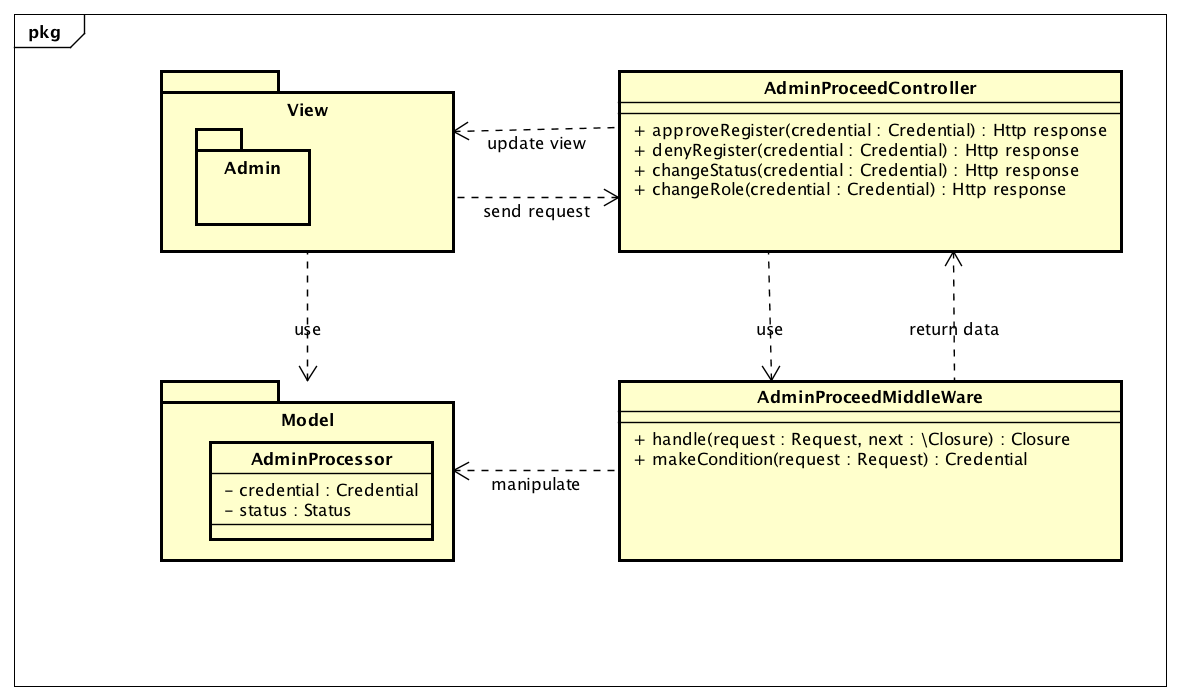 pkg
View
Admin
AdminProceedController
+ approveRegister(credential : Credential) : Http response
+ denyRegister(credential : Credential) : Http response
+ changeStatus(credential : Credential) : Http response
+ changeRole(credential : Credential) : Http response
update view
send request
use
use
return data
Model
AdminProcessor
- credential : Credential
- status : Status
manipulate
AdminProceedMiddleWare
+ handle(request : Request, next : \Closure) : Closure
+ makeCondition(request : Request) : Credential